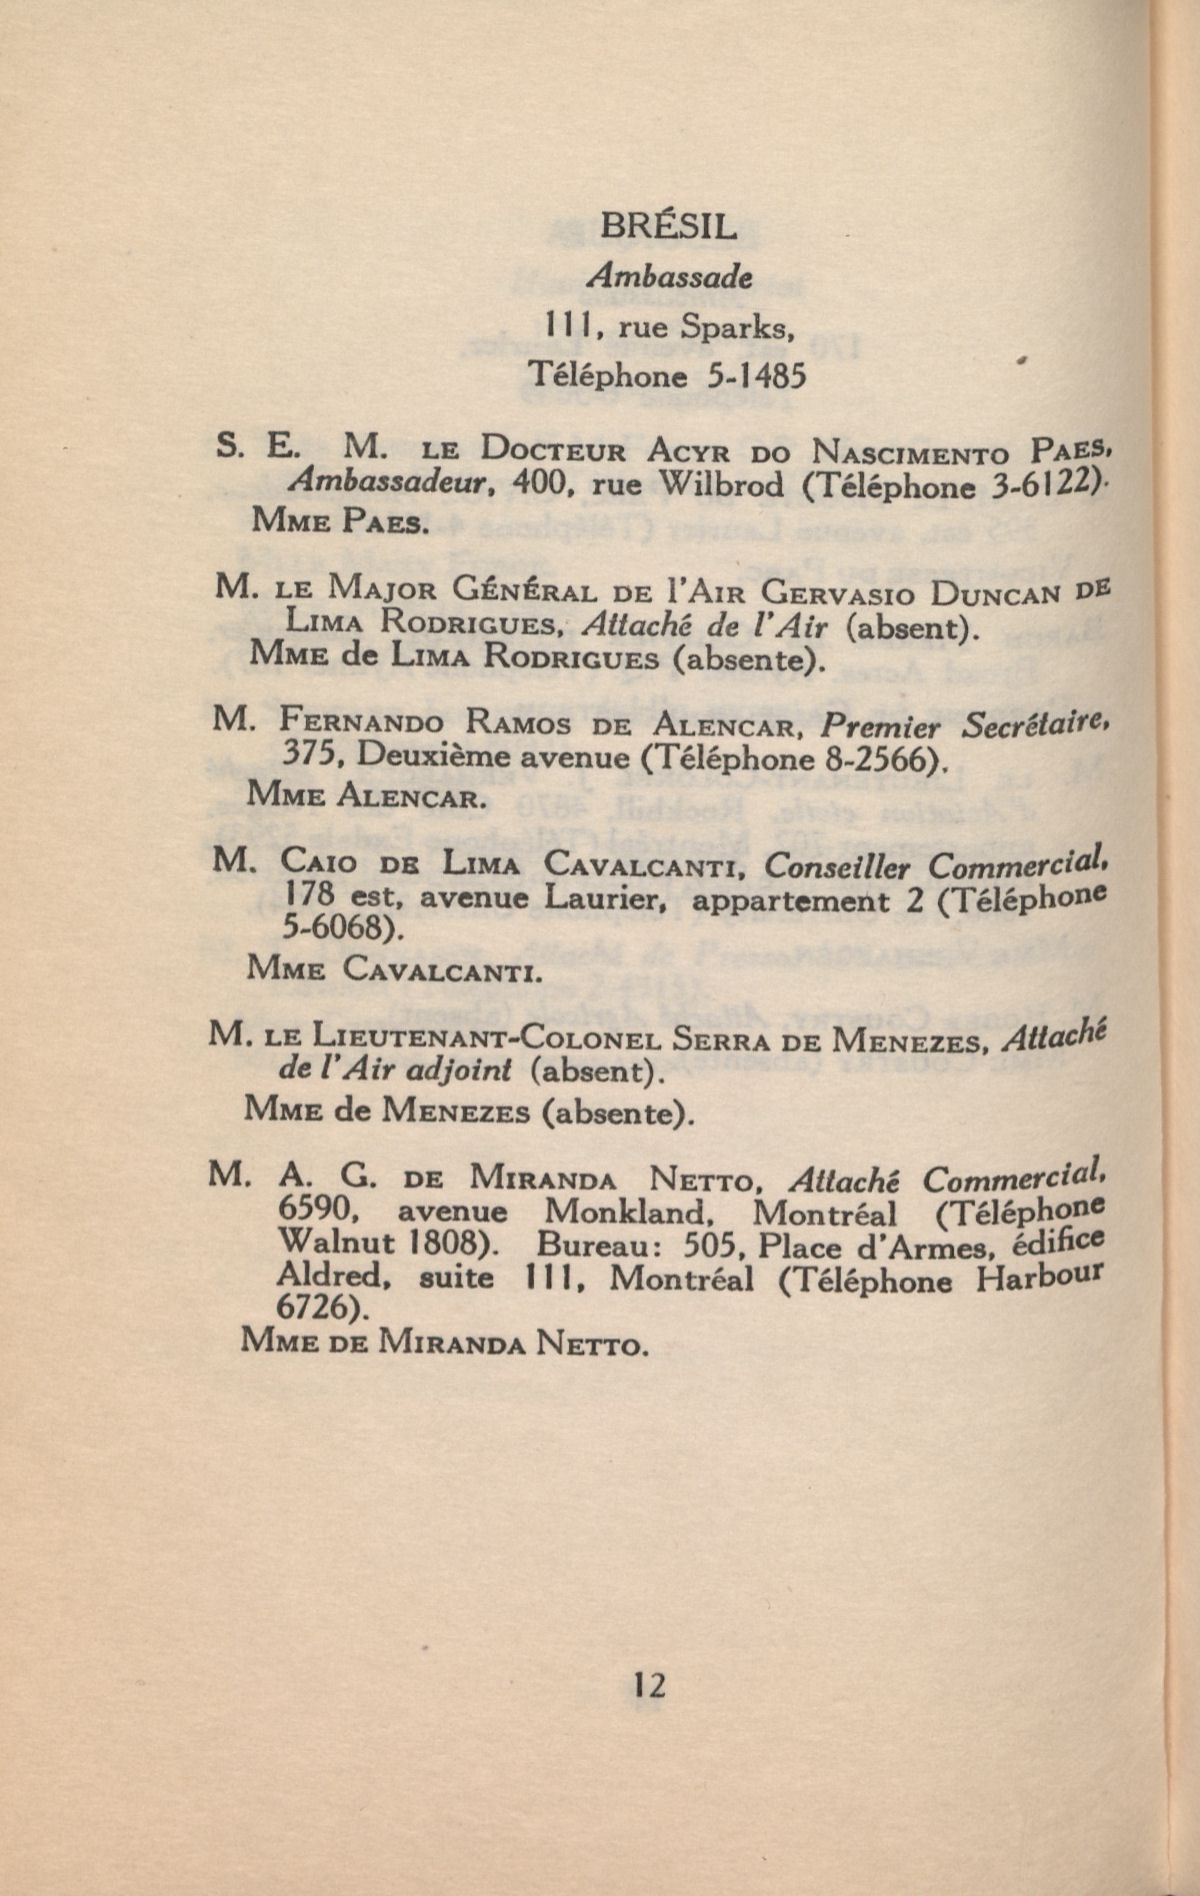 BRÉSIL
Ambassade
111, rue Sparks,
Téléphone 5-1485
S. E. M. LE DOCTEUR ACYR DO NASCIMENTO PAES,
Ambassadeur, 400, rue Wilbrod (Téléphone 3-6122).
MME PAES.
M. LE MAJOR GÉNÉRAL DE l'AIR GERVASIO DUNCAN DE
LIMA RODRIGUES, Attaché de l'Air (absent).
MME de LIMA RODRIGUES (absente).
M. FERNANDO RAMOS DE ALENCAR, Premier Secrétaire,
375, Deuxième avenue (Téléphone 8-2566).
MME ALENCAR.
M. CAIO DE LIMA CAVALCANTI, Conseiller Commercial,
178 est, avenue Laurier, appartement 2 (Téléphone
5-6068).
MME CAVALCANTI.
M. LE LIEUTENANT-COLONEL SERRA DE MENEZES, Attaché
de l'Air adjoint (absent).
MME de MENEZES (absente).
M. A. G. DE MIRANDA NETTO, Attaché Commercial,
6590, avenue Monkland, Montréal (Téléphone
Walnut 1808). Bureau: 505, Place d'Armes, édifice
Aldred, suite 111, Montréal (Téléphone Harbour
6726).
MME DE MIRANDA NETTO.
12